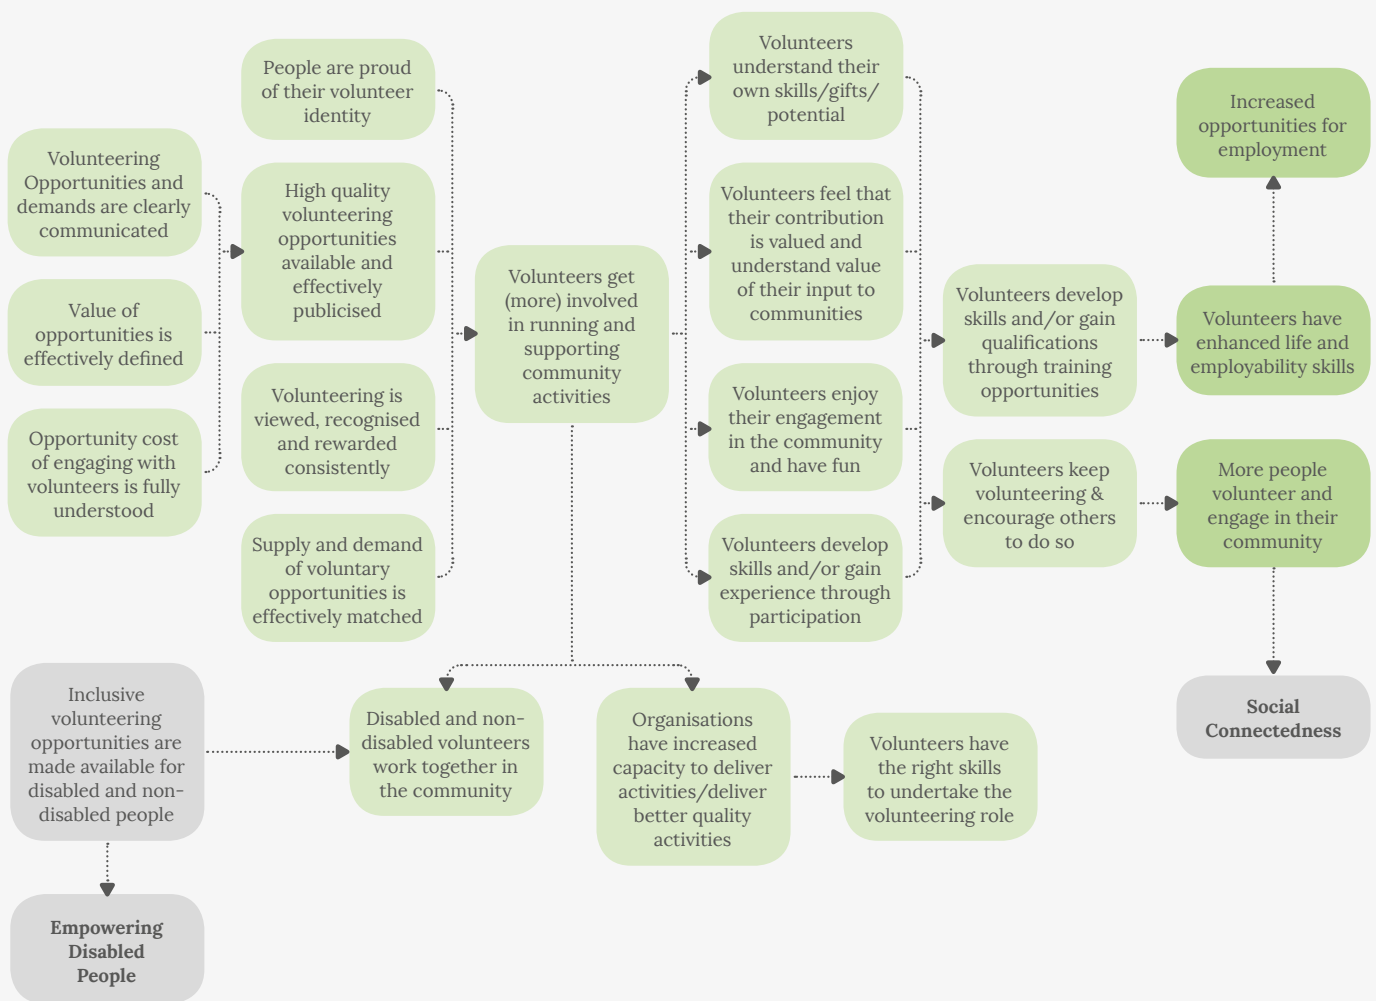 Volunteering
Opportunities and
demands are clearly
communicated
Value of
opportunities is
effectively defined
Opportunity cost
of engaging with
volunteers is fully
understood
People are proud
of their volunteer
identity
High quality
volunteering
opportunities
available and
effectively
publicised
Volunteering is
viewed, recognised
and rewarded
consistently
Supply and demand
of voluntary
opportunities is
effectively matched
Volunteers get
(more) involved
in running and
supporting
community
activities
Volunteers
understand their
own skills/gifts/
potential
Volunteers feel that
their contribution
is valued and
understand value
of their input to
communities
Volunteers enjoy
their engagement
in the community
and have fun
Volunteers develop
skills and/or gain
experience through
participation
Volunteers develop
skills and/or gain
qualifications
through training
opportunities
Volunteers keep
volunteering &
encourage others
to do so
Increased
opportunities for
employment
Volunteers have
enhanced life and
employability skills
More people
volunteer and
engage in their
community
Social
Connectedness
Inclusive
volunteering
opportunities are
made available for
disabled and non-
disabled people
Disabled and non-
disabled volunteers
work together in
the community
Organisations
have increased
capacity to deliver
activities/deliver
better quality
activities
Volunteers have
the right skills
to undertake the
volunteering role
Empowering
Disabled
People